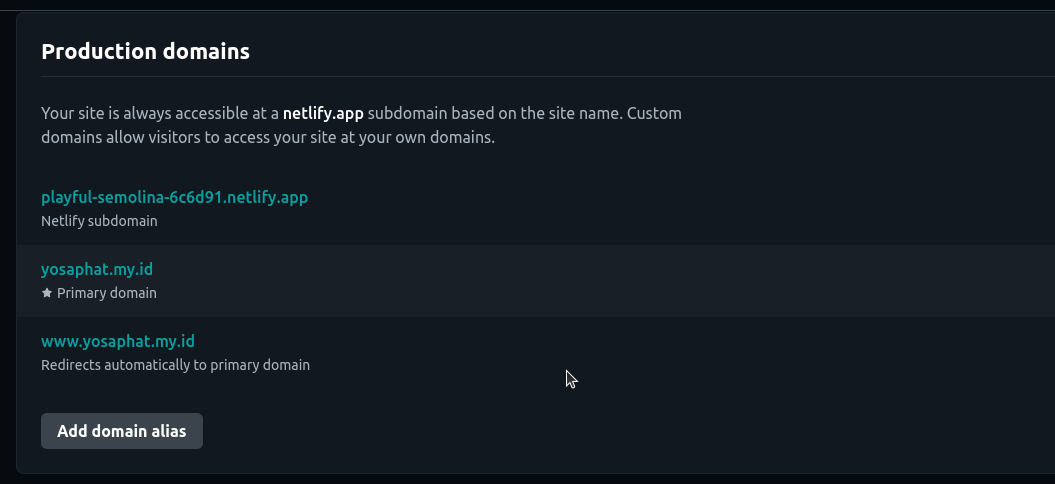 Production domains
Your site is always accessible at a netlify.app subdomain based on the site name. Custom
domains allow visitors to access your site at your own domains.
playful-semolina-6c6d91.netlify.app
Netlify subdomain
yosaphat.my.id
★ Primary domain
www.yosaphat.my.id
Redirects automatically to primary domain
Add domain alias